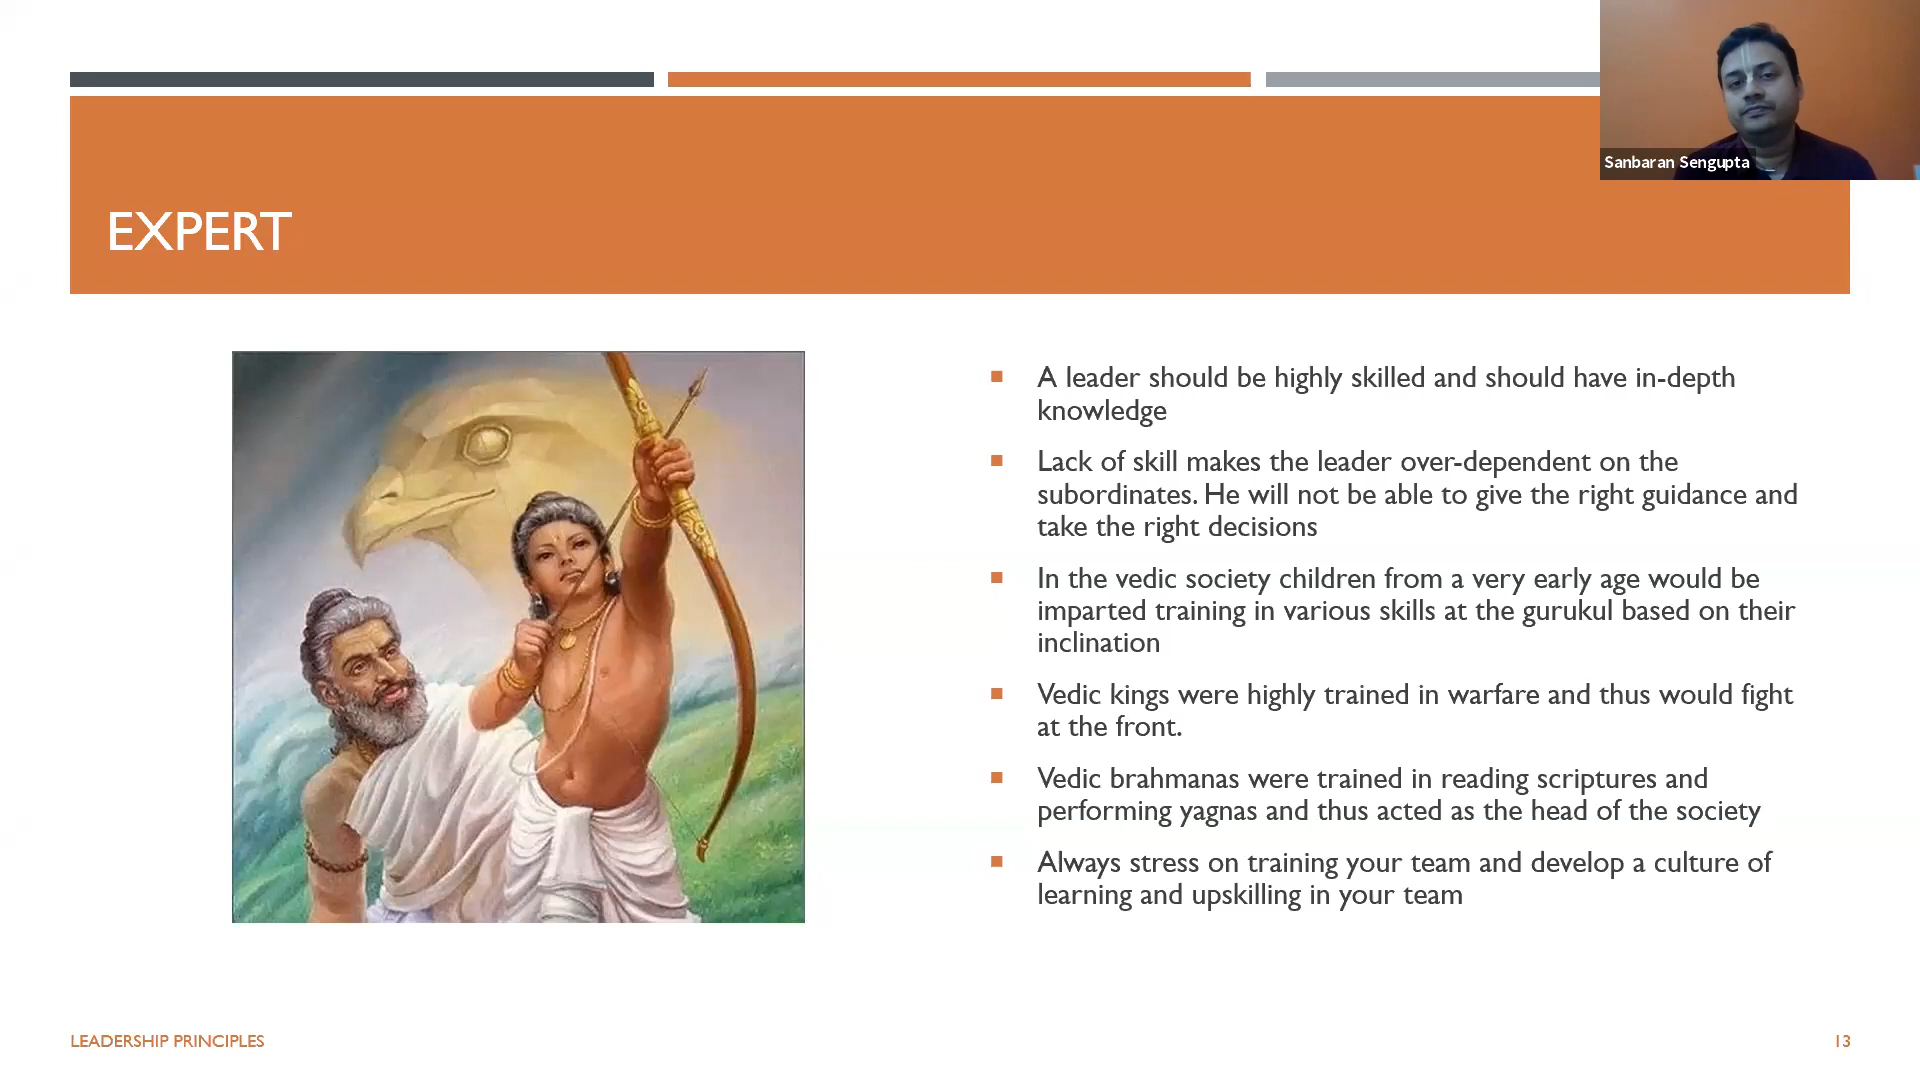 Sanbaran Sengupta
EXPERT
A leader should be highly skilled and should have in-depth
knowledge
Lack of skill makes the leader over-dependent on the
subordinates. He will not be able to give the right guidance and
take the right decisions
In the vedic society children from a very early age would be
imparted training in various skills at the gurukul based on their
inclination
Vedic kings were highly trained in warfare and thus would fight
at the front.
Vedic brahmanas were trained in reading scriptures and
performing yagnas and thus acted as the head of the society
Always stress on training your team and develop a culture of
learning and upskilling in your team
LEADERSHIP PRINCIPLES
13